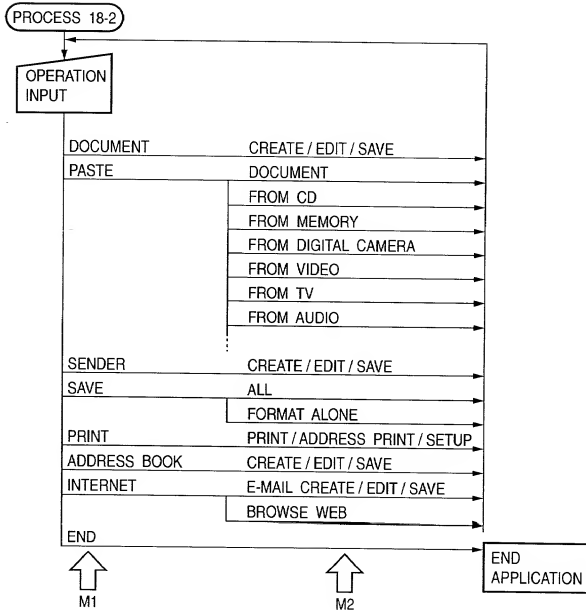 PROCESS 18-2
OPERATION
INPUT
DOCUMENT CREATE / EDIT / SAVE
PASTE DOCUMENT
FROM CD
FROM MEMORY
FROM DIGITAL CAMERA
FROM VIDEO
FROM TV
FROM AUDIO
SENDER CREATE / EDIT / SAVE
SAVE ALL
FORMAT ALONE
PRINT PRINT / ADDRESS PRINT / SETUP
ADDRESS BOOK CREATE / EDIT / SAVE
INTERNET E-MAIL CREATE / EDIT / SAVE
BROWSE WEB
END
END
APPLICATION
M1 M2